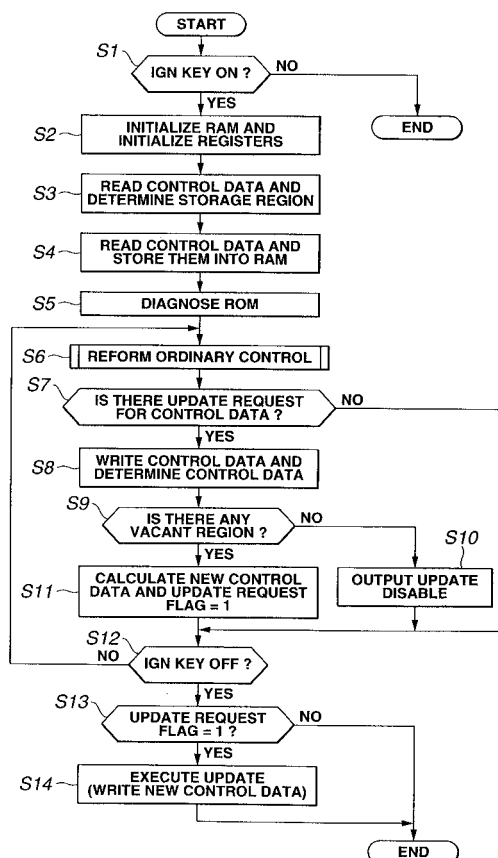 START
S1
IGN KEY ON ?
NO
YES
END
S2
INITIALIZE RAM AND
INITIALIZE REGISTERS
S3
READ CONTROL DATA AND
DETERMINE STORAGE REGION
S4
READ CONTROL DATA AND
STORE THEM INTO RAM
S5
DIAGNOSE ROM
S6
REFORM ORDINARY CONTROL
S7
IS THERE UPDATE REQUEST
FOR CONTROL DATA ?
NO
YES
S8
WRITE CONTROL DATA AND
DETERMINE CONTROL DATA
S9
IS THERE ANY
VACANT REGION ?
NO
YES
S10
OUTPUT UPDATE
DISABLE
S11
CALCULATE NEW CONTROL
DATA AND UPDATE REQUEST
FLAG = 1
S12
NO
IGN KEY OFF ?
YES
S13
UPDATE REQUEST
FLAG = 1 ?
NO
YES
S14
EXECUTE UPDATE
(WRITE NEW CONTROL DATA)
END